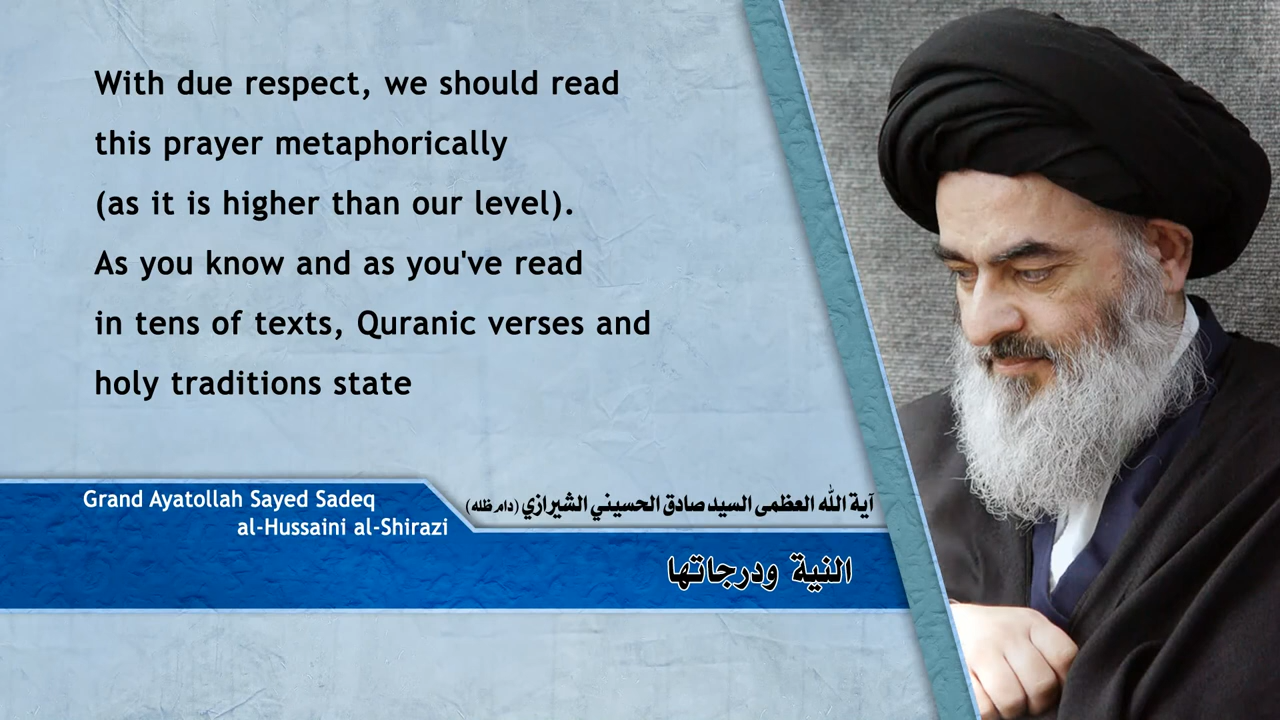 With due respect, we should read
this prayer metaphorically
(as it is higher than our level).
As you know and as you've read
in tens of texts, Quranic verses and
holy traditions state
Grand Ayatollah Sayed Sadeq
al-Hussaini al-Shirazi
آية الله العظمى السيد صادق الحسيني الشيرازي (دام ظله)
النية ودرجاتها